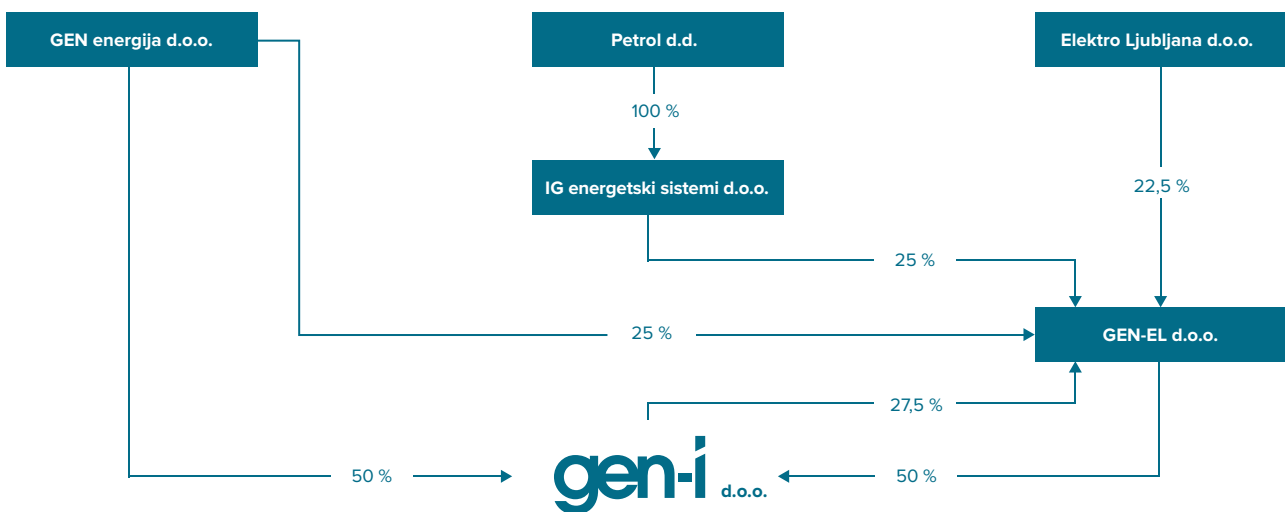 GEN energija d.o.o.
Petrol d.d.
Elektro Ljubljana d.o.o.
100 %
IG energetski sistemi d.o.o.
22,5 %
25 %
25 %
GEN-EL d.o.o.
27,5 %
50 %
gen-i d.o.o.
50 %